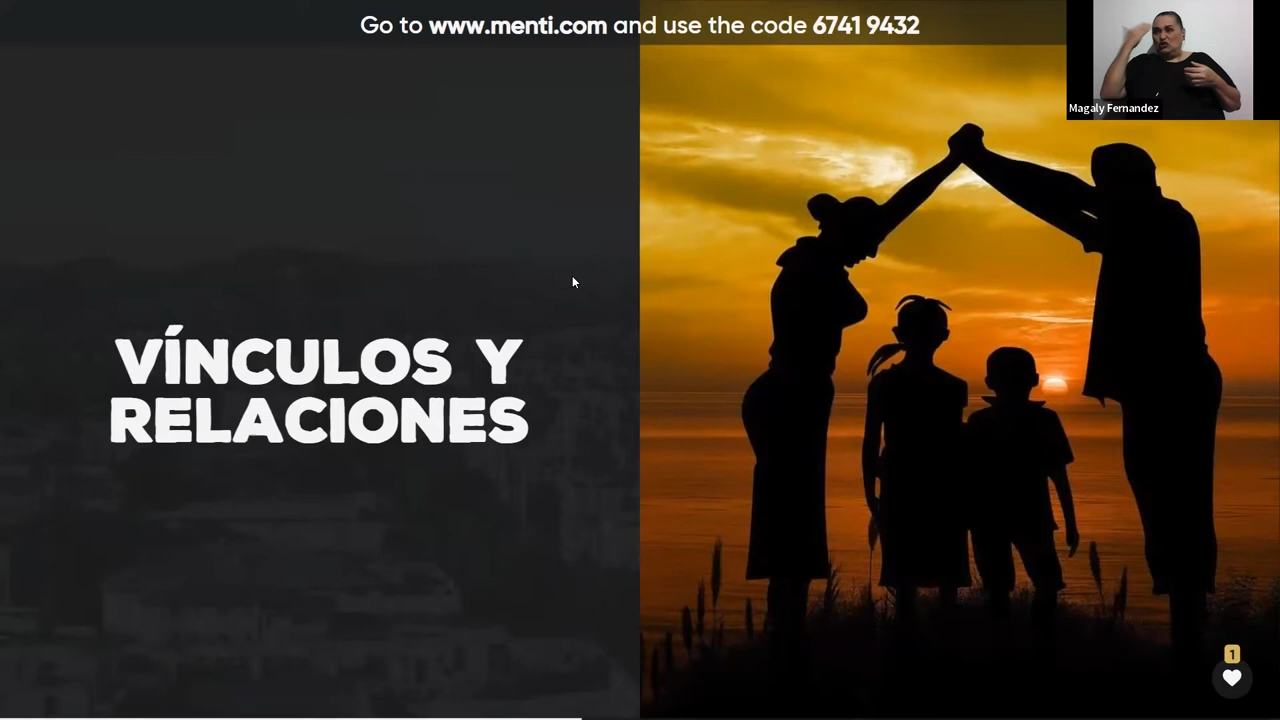 Go to www.menti.com and use the code 6741 9432
Magaly Fernandez
VÍNCULOS Y
RELACIONES
1